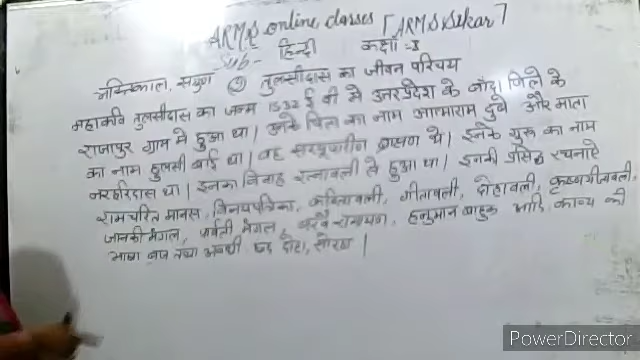 ARMS online classes [ARMS Sikar]
Sub- हिन्दी कक्षा-8
भक्तिकाल, सगुण ② तुलसीदास का जीवन परिचय
महाकवि तुलसीदास का जन्म 1532 ई वी में उत्तरप्रदेश के बाँदा जिले के
राजापुर ग्राम में हुआ था। उनके पिता का नाम आत्माराम दुबे और माता
का नाम हुलसी बाई था। वह सरयूपारीण ब्राह्मण थे। इनके गुरु का नाम
नरहरिदास था। इनका विवाह रत्नावली से हुआ था। इनकी प्रसिद्ध रचनाएँ
रामचरित मानस, विनयपत्रिका, कवितावली, गीतावली, दोहावली, कृष्णगीतावली,
जानकी मंगल, पार्वती मंगल, बरवै रामायण, हनुमान बाहुक आदि काव्य की
भाषा ब्रज तथा अवधी छंद दोहा, सोरठा।
PowerDirector